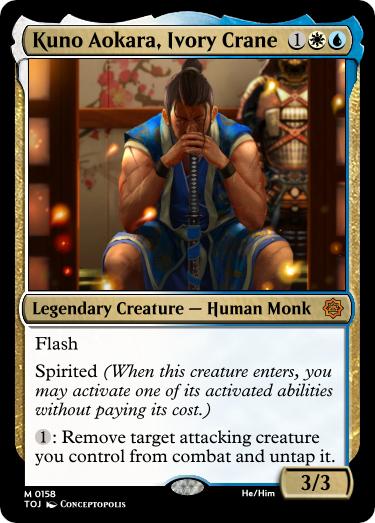 Kuno Aokara, Ivory Crane 1
Legendary Creature — Human Monk
Flash
Spirited (When this creature enters, you
may activate one of its activated abilities
without paying its cost.)
1: Remove target attacking creature
you control from combat and untap it.
3/3
M 0158
He/Him
TOJ Conceptopolis